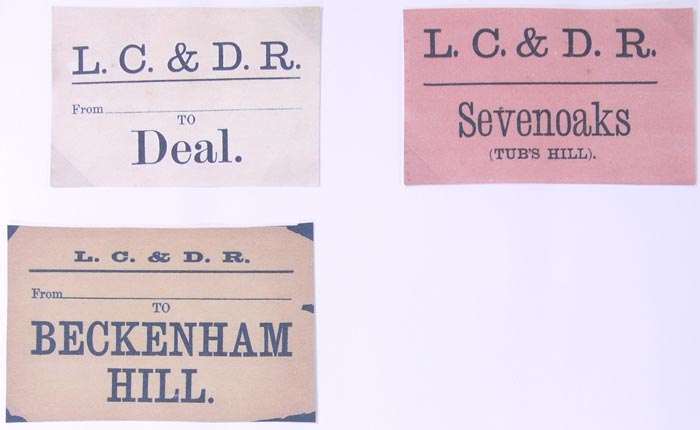 L. C. & D. R.
From
TO
Deal.
L. C. & D. R.
Sevenoaks
(TUB'S HILL).
L. C. & D. R.
From
TO
BECKENHAM
HILL.